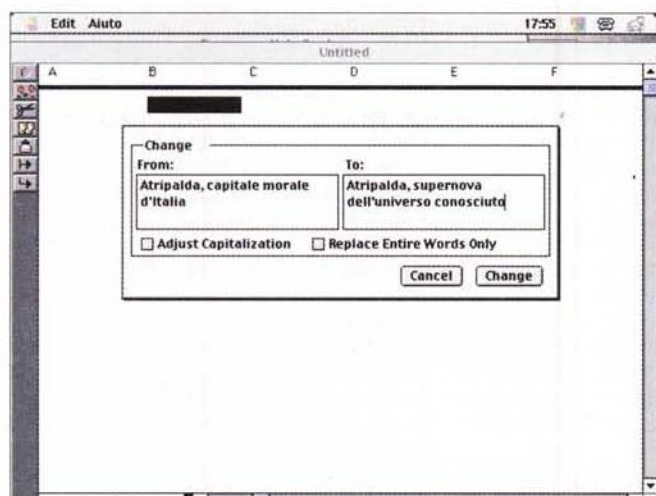 Edit Aiuto 17:55
Untitled
A B C D E F
Change
From: To:
Atripalda, capitale morale
d'Italia
Atripalda, supernova
dell'universo conosciuto
Adjust Capitalization Replace Entire Words Only
Cancel Change